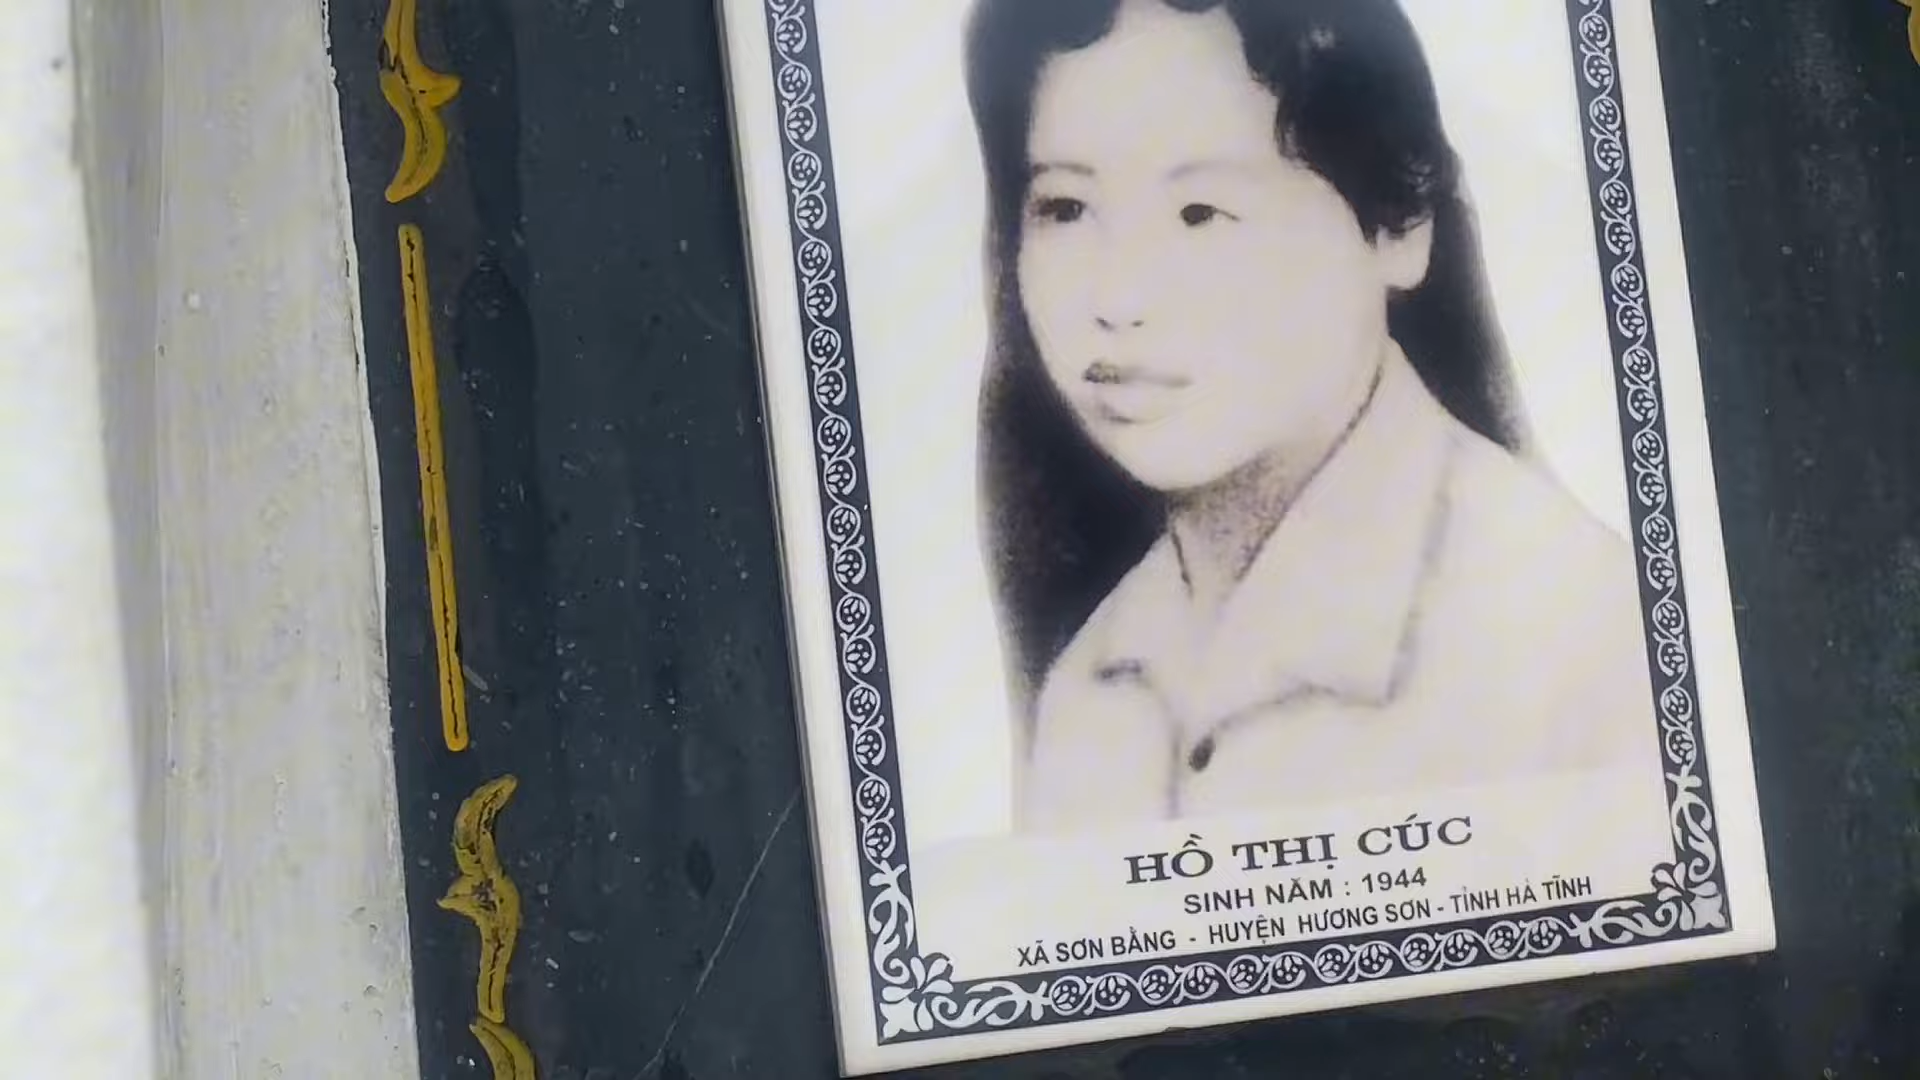 HỒ THỊ CÚC
SINH NĂM : 1944
XÃ SƠN BẰNG - HUYỆN HƯƠNG SƠN - TỈNH HÀ TĨNH